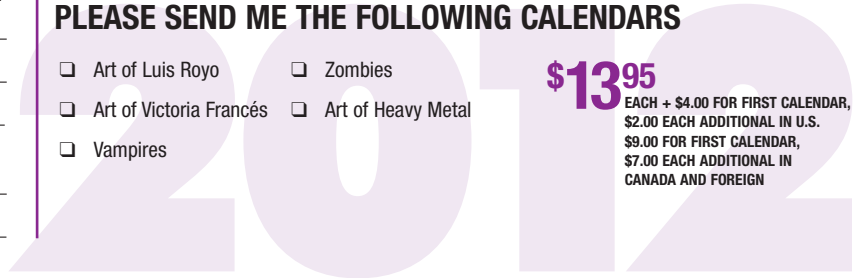 PLEASE SEND ME THE FOLLOWING CALENDARS
❏ Art of Luis Royo
❏ Art of Victoria Francés
❏ Vampires
❏ Zombies
❏ Art of Heavy Metal
$1395
EACH + $4.00 FOR FIRST CALENDAR,
$2.00 EACH ADDITIONAL IN U.S.
$9.00 FOR FIRST CALENDAR,
$7.00 EACH ADDITIONAL IN
CANADA AND FOREIGN
2012